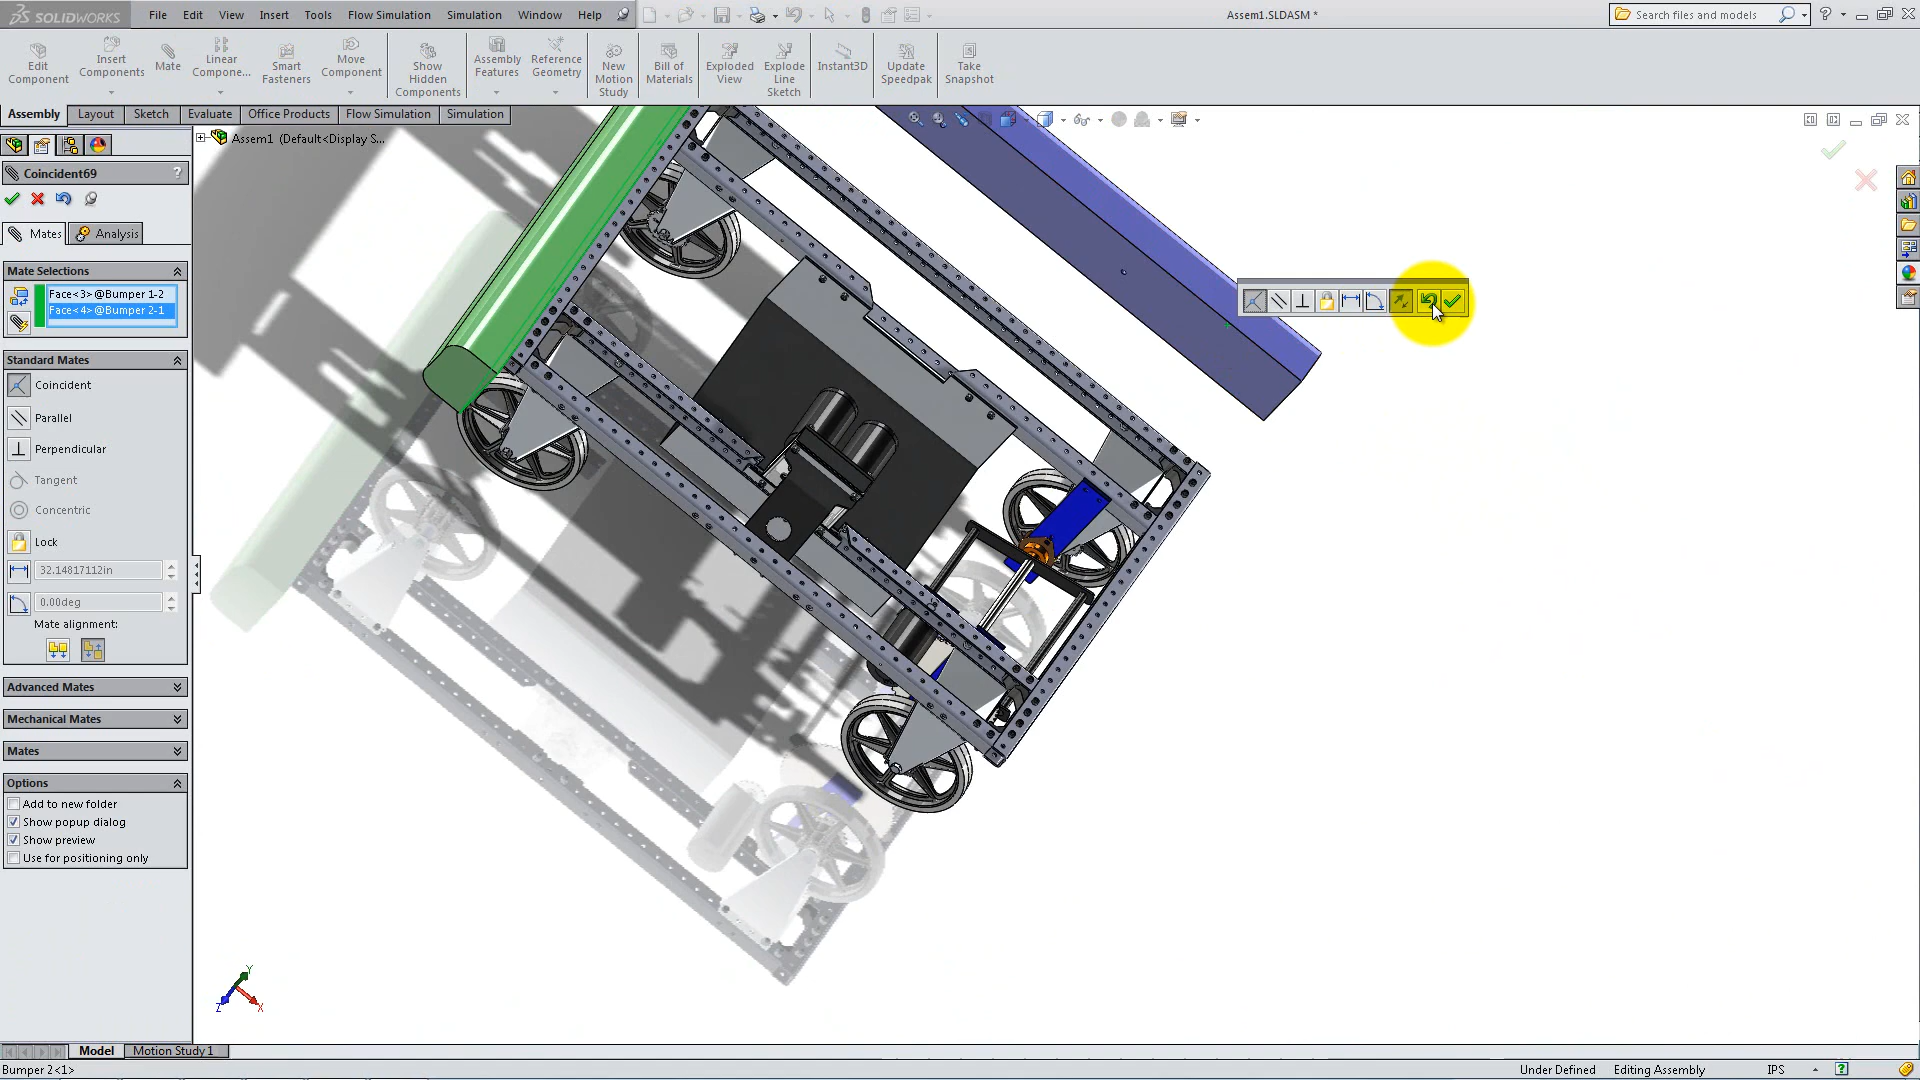 SOLIDWORKS File Edit View Insert Tools Flow Simulation Simulation Window Help Assem1.SLDASM * Search files and models
Edit Component
Insert Components
Mate
Linear Compone...
Smart Fasteners
Move Component
Show Hidden Components
Assembly Features
Reference Geometry
New Motion Study
Bill of Materials
Exploded View
Explode Line Sketch
Instant3D
Update Speedpak
Take Snapshot
Assembly Layout Sketch Evaluate Office Products Flow Simulation Simulation
Assem1 (Default<Display S...
Coincident69 ?
Mates Analysis
Mate Selections
Face<3>@Bumper 1-2
Face<4>@Bumper 2-1
Standard Mates
Coincident
Parallel
Perpendicular
Tangent
Concentric
Lock
32.14817112in
0.00deg
Mate alignment:
Advanced Mates
Mechanical Mates
Mates
Options
Add to new folder
Show popup dialog
Show preview
Use for positioning only
Y
Z X
Model Motion Study 1
Bumper 2<1> Under Defined Editing Assembly IPS ?